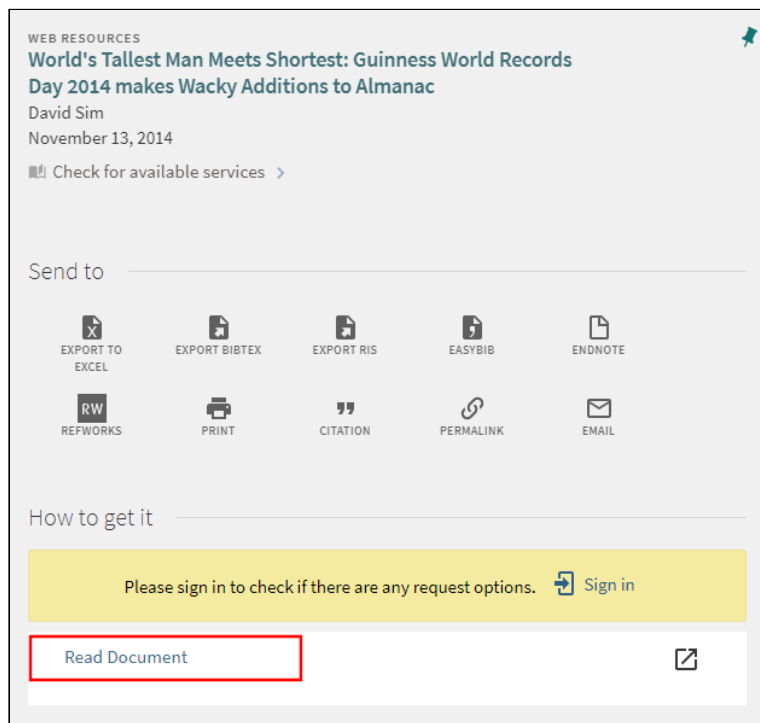 WEB RESOURCES
World's Tallest Man Meets Shortest: Guinness World Records
Day 2014 makes Wacky Additions to Almanac
David Sim
November 13, 2014
Check for available services
Send to
EXPORT TO
EXCEL
EXPORT BIBTEX
EXPORT RIS
EASYBIB
ENDNOTE
RW
REFWORKS
PRINT
CITATION
PERMALINK
EMAIL
How to get it
Please sign in to check if there are any request options. Sign in
Read Document